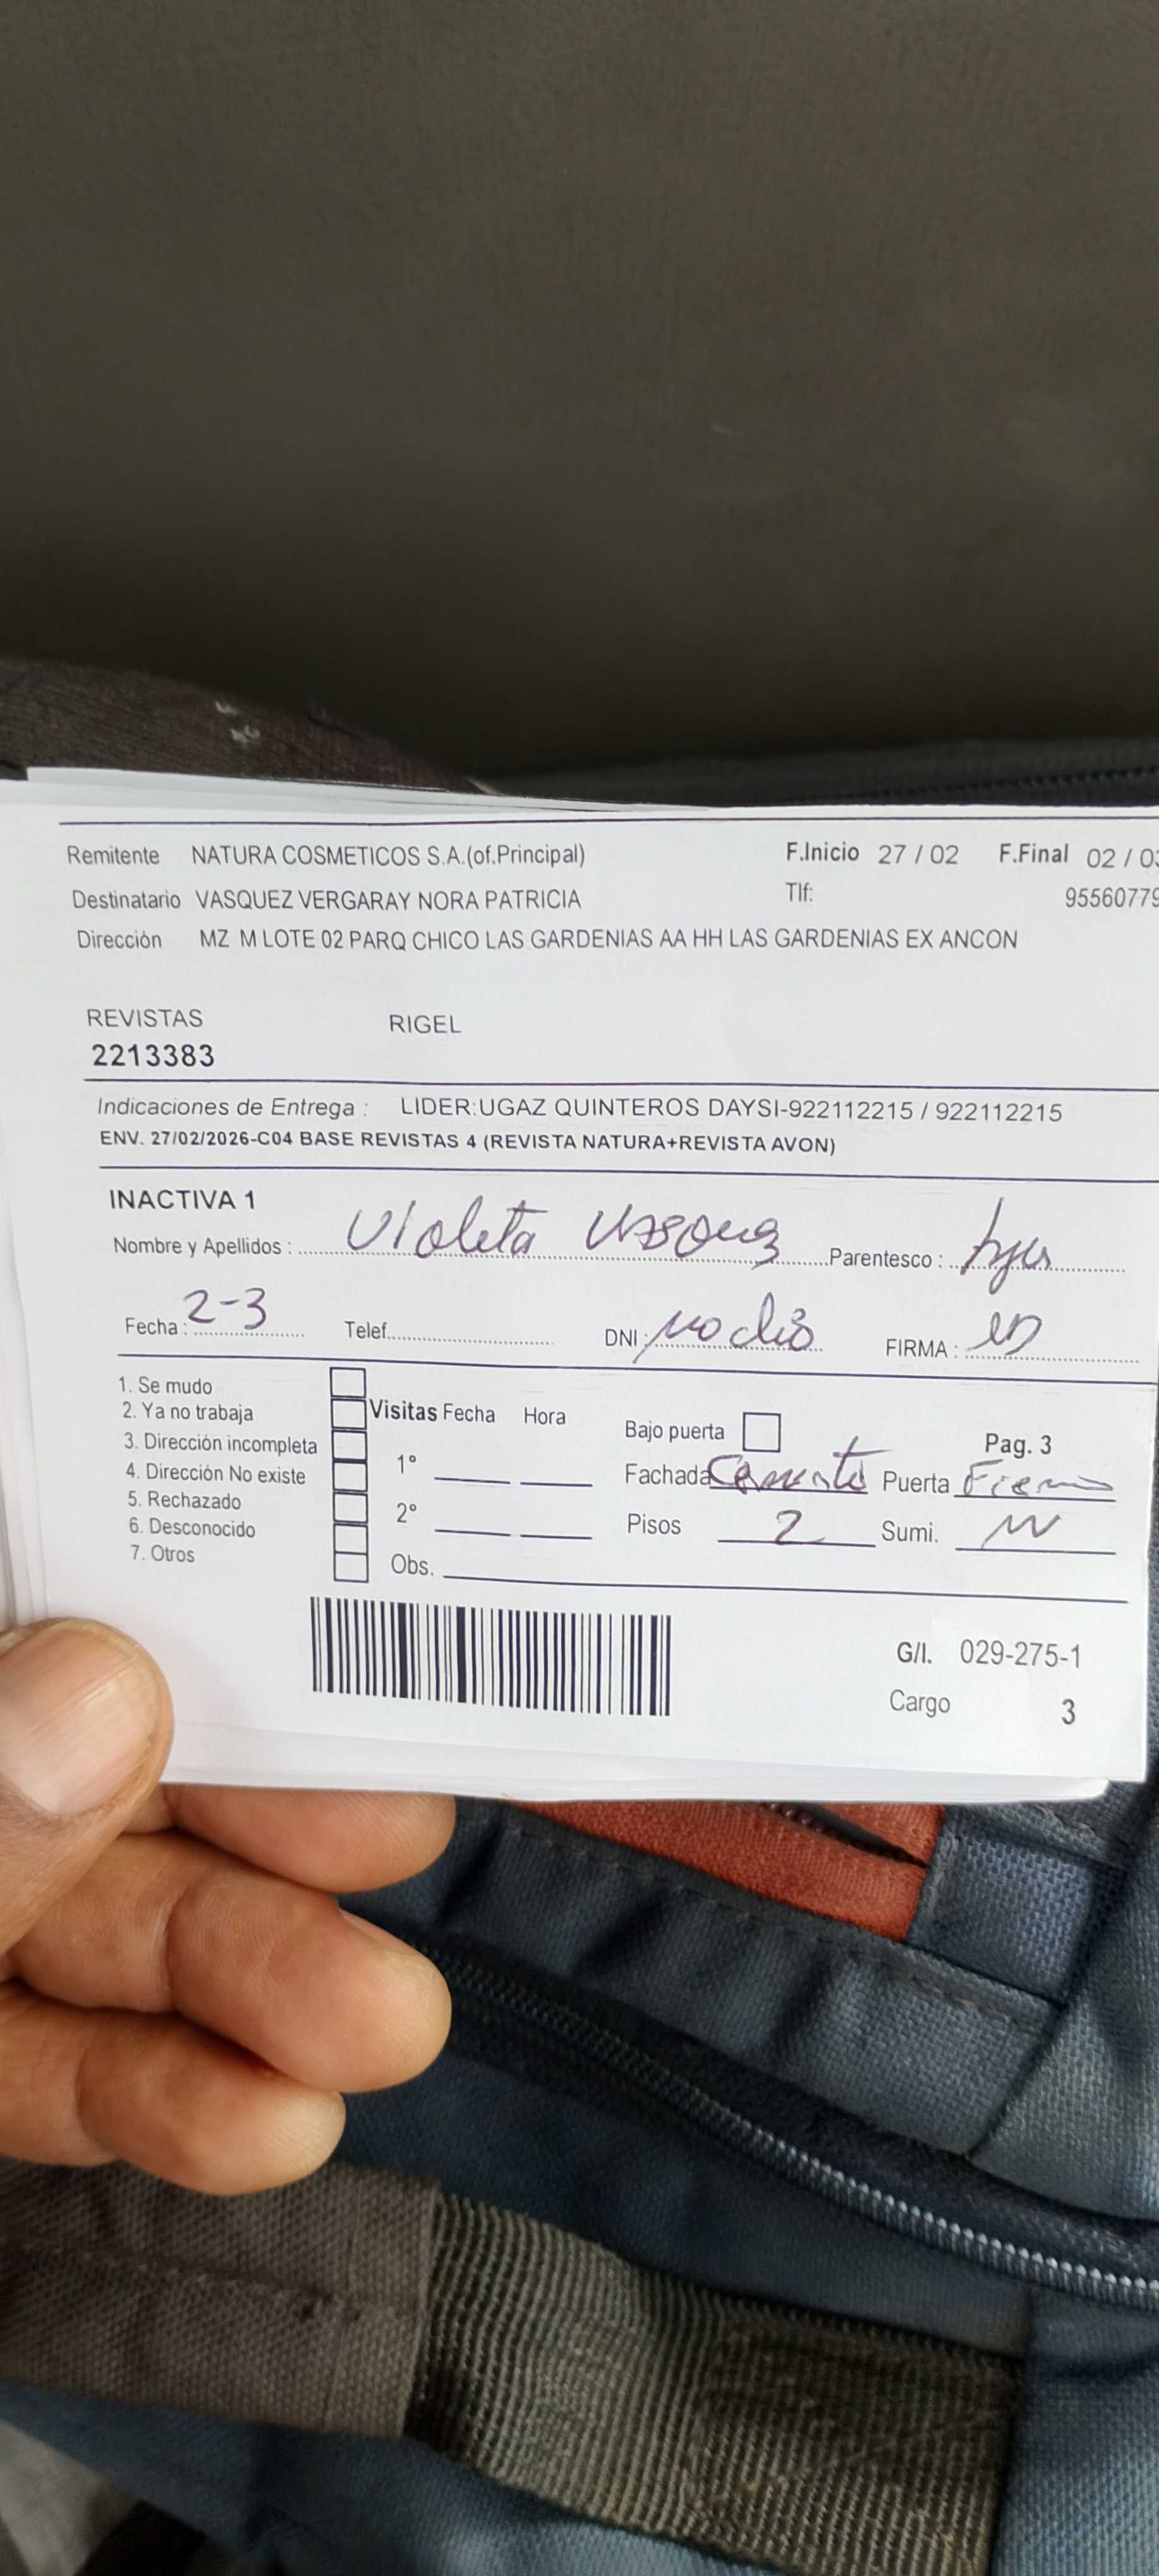 Remitente NATURA COSMETICOS S.A.(of.Principal) F.Inicio 27 / 02 F.Final 02 / 03
Destinatario VASQUEZ VERGARAY NORA PATRICIA Tlf: 95560779
Dirección MZ M LOTE 02 PARQ CHICO LAS GARDENIAS AA HH LAS GARDENIAS EX ANCON
REVISTAS RIGEL
2213383
Indicaciones de Entrega : LIDER:UGAZ QUINTEROS DAYSI-922112215 / 922112215
ENV. 27/02/2026-C04 BASE REVISTAS 4 (REVISTA NATURA+REVISTA AVON)
INACTIVA 1
Nombre y Apellidos : Violeta Parentesco :
Fecha : 2-3 Telef. DNI : no dio FIRMA :
1. Se mudo
2. Ya no trabaja Visitas Fecha Hora Bajo puerta
3. Dirección incompleta Pag. 3
4. Dirección No existe 1° Fachada Cemento Puerta Fierro
5. Rechazado
6. Desconocido 2° Pisos 2 Sumi.
7. Otros Obs.
G/I. 029-275-1
Cargo 3